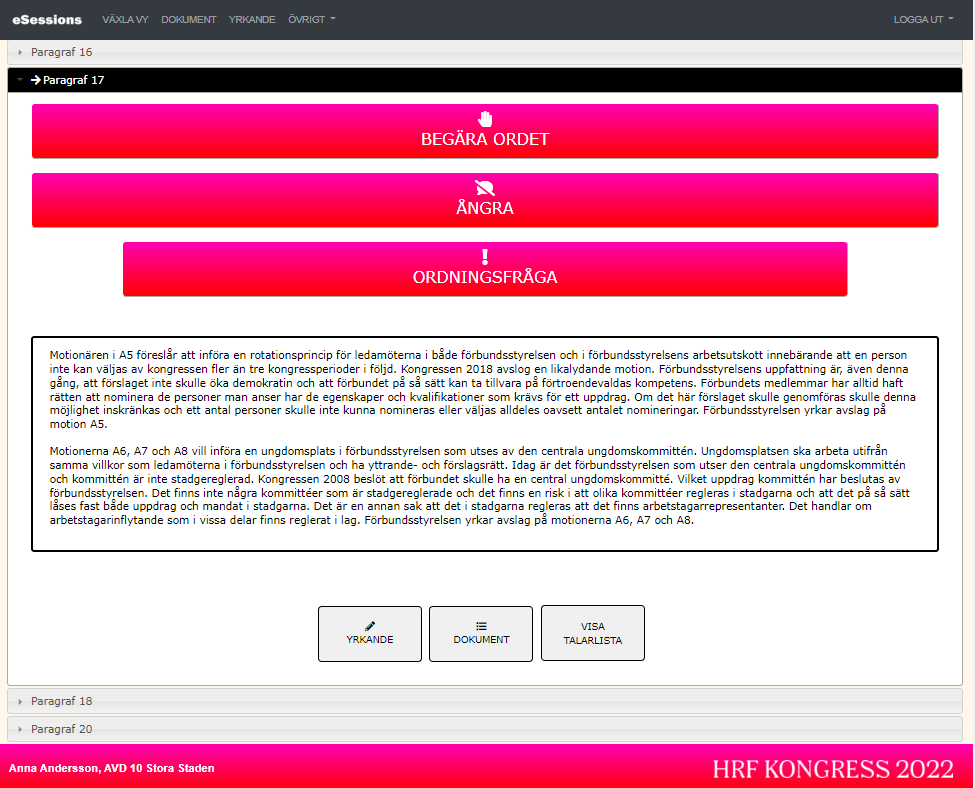 eSessions VÄXLA VY DOKUMENT YRKANDE ÖVRIGT LOGGA UT
Paragraf 16
Paragraf 17
BEGÄRA ORDET
ÅNGRA
ORDNINGSFRÅGA
Motionären i A5 föreslår att införa en rotationsprincip för ledamöterna i både förbundsstyrelsen och i förbundsstyrelsens arbetsutskott innebärande att en person
inte kan väljas av kongressen fler än tre kongressperioder i följd. Kongressen 2018 avslog en likalydande motion. Förbundsstyrelsens uppfattning är, även denna
gång, att förslaget inte skulle öka demokratin och att förbundet på så sätt kan ta tillvara på förtroendevaldas kompetens. Förbundets medlemmar har alltid haft
rätten att nominera de personer man anser har de egenskaper och kvalifikationer som krävs för ett uppdrag. Om det här förslaget skulle genomföras skulle denna
möjlighet inskränkas och ett antal personer skulle inte kunna nomineras eller väljas alldeles oavsett antalet nomineringar. Förbundsstyrelsen yrkar avslag på
motion A5.
Motionerna A6, A7 och A8 vill införa en ungdomsplats i förbundsstyrelsen som utses av den centrala ungdomskommittén. Ungdomsplatsen ska arbeta utifrån
samma villkor som ledamöterna i förbundsstyrelsen och ha yttrande- och förslagsrätt. Idag är det förbundsstyrelsen som utser den centrala ungdomskommittén
och kommittén är inte stadgereglerad. Kongressen 2008 beslöt att förbundet skulle ha en central ungdomskommitté. Vilket uppdrag kommittén har beslutas av
förbundsstyrelsen. Det finns inte några kommittéer som är stadgereglerade och det finns en risk i att olika kommittéer regleras i stadgarna och att det på så sätt
låses fast både uppdrag och mandat i stadgarna. Det är en annan sak att det i stadgarna regleras att det finns arbetstagarrepresentanter. Det handlar om
arbetstagarinflytande som i vissa delar finns reglerat i lag. Förbundsstyrelsen yrkar avslag på motionerna A6, A7 och A8.
YRKANDE
DOKUMENT
VISA
TALARLISTA
Paragraf 18
Paragraf 20
Anna Andersson, AVD 10 Stora Staden
HRF KONGRESS 2022